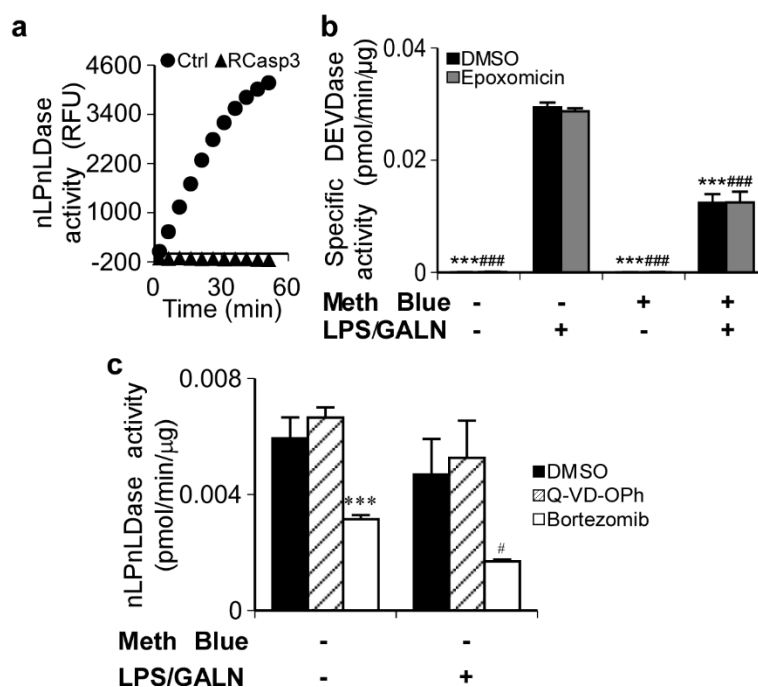 a
● Ctrl ▲ RCasp3
nLPnLDase
activity (RFU)
4600
3400
2200
1000
-200
0 30 60
Time (min)
b
Specific DEVDase
activity (pmol/min/µg)
0.04
0.02
0
DMSO
Epoxomicin
***### ***### ***###
Meth Blue - - + +
LPS/GALN - + - +
c
nLPnLDase activity
(pmol/min/µg)
0.008
0.004
0
***
#
DMSO
Q-VD-OPh
Bortezomib
Meth Blue - -
LPS/GALN - +